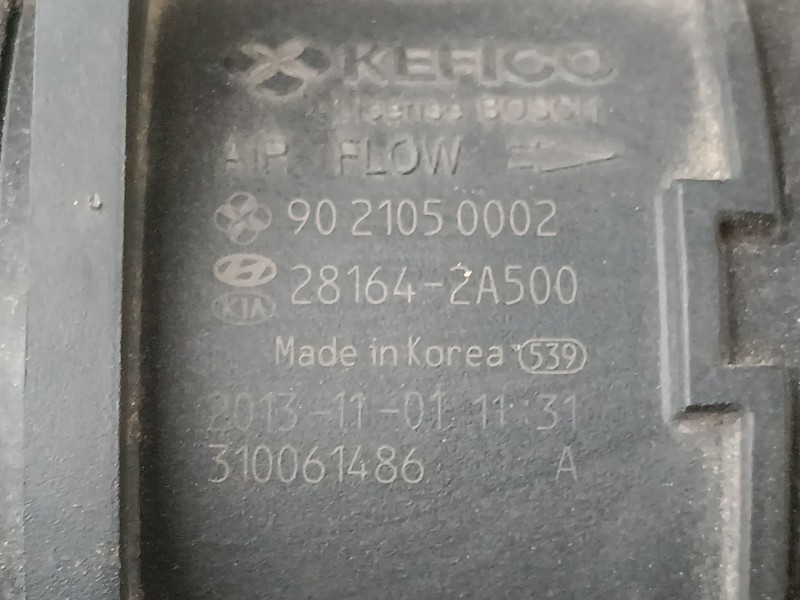 KEFICO
License BOSCH
AIR FLOW
90 2105 0002
28164-2A500
KIA
Made in Korea 539
2013-11-01 11:31
310061486 A